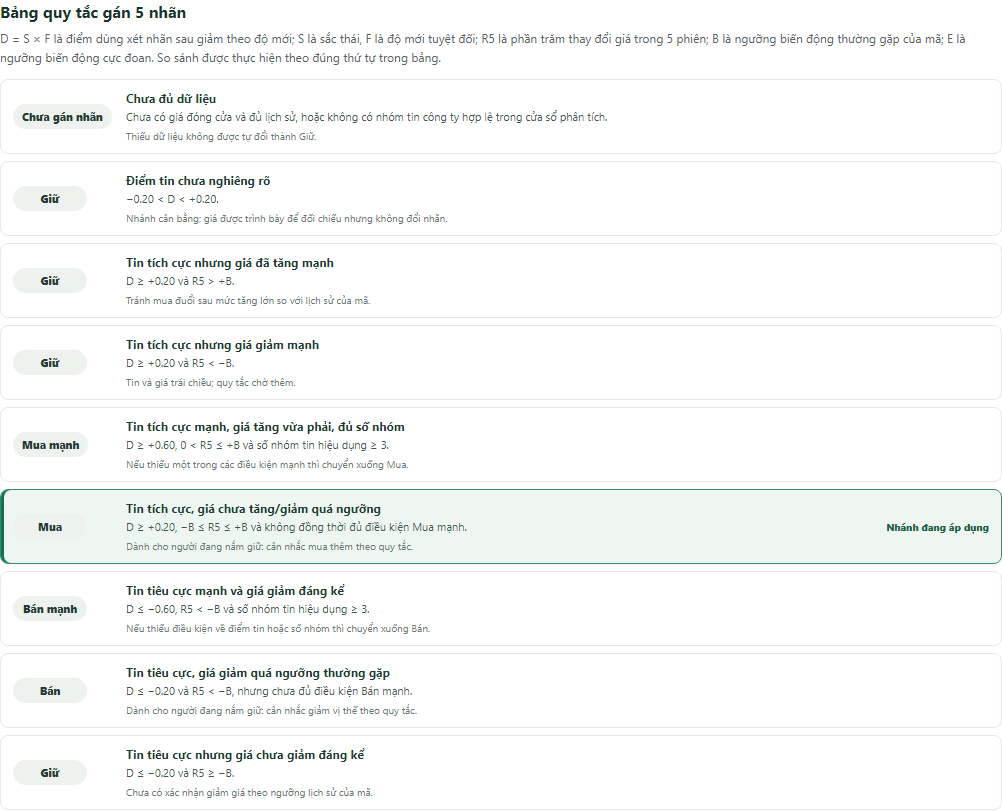 Bảng quy tắc gán 5 nhãn
D = S × F là điểm dùng xét nhãn sau giảm theo độ mới; S là sắc thái, F là độ mới tuyệt đối; R5 là phần trăm thay đổi giá trong 5 phiên; B là ngưỡng biến động thường gặp của mã; E là
ngưỡng biến động cực đoan. So sánh được thực hiện theo đúng thứ tự trong bảng.
Chưa gán nhãn
Chưa đủ dữ liệu
Chưa có giá đóng cửa và đủ lịch sử, hoặc không có nhóm tin công ty hợp lệ trong cửa sổ phân tích.
Thiếu dữ liệu không được tự đổi thành Giữ.
Giữ
Điểm tin chưa nghiêng rõ
−0.20 < D < +0.20.
Nhánh cân bằng; giá được trình bày để đối chiếu nhưng không đổi nhãn.
Giữ
Tin tích cực nhưng giá đã tăng mạnh
D ≥ +0.20 và R5 > +B.
Tránh mua đuổi sau mức tăng lớn so với lịch sử của mã.
Giữ
Tin tích cực nhưng giá giảm mạnh
D ≥ +0.20 và R5 < −B.
Tin và giá trái chiều; quy tắc chờ thêm.
Mua mạnh
Tin tích cực mạnh, giá tăng vừa phải, đủ số nhóm
D ≥ +0.60, 0 < R5 ≤ +B và số nhóm tin hiệu dụng ≥ 3.
Nếu thiếu một trong các điều kiện mạnh thì chuyển xuống Mua.
Mua
Tin tích cực, giá chưa tăng/giảm quá ngưỡng
D ≥ +0.20, −B ≤ R5 ≤ +B và không đồng thời đủ điều kiện Mua mạnh.
Dành cho người đang nắm giữ: cân nhắc mua thêm theo quy tắc.
Nhánh đang áp dụng
Bán mạnh
Tin tiêu cực mạnh và giá giảm đáng kể
D ≤ −0.60, R5 < −B và số nhóm tin hiệu dụng ≥ 3.
Nếu thiếu điều kiện về điểm tin hoặc số nhóm thì chuyển xuống Bán.
Bán
Tin tiêu cực, giá giảm quá ngưỡng thường gặp
D ≤ −0.20 và R5 < −B, nhưng chưa đủ điều kiện Bán mạnh.
Dành cho người đang nắm giữ: cân nhắc giảm vị thế theo quy tắc.
Giữ
Tin tiêu cực nhưng giá chưa giảm đáng kể
D ≤ −0.20 và R5 ≥ −B.
Chưa có xác nhận giảm giá theo ngưỡng lịch sử của mã.